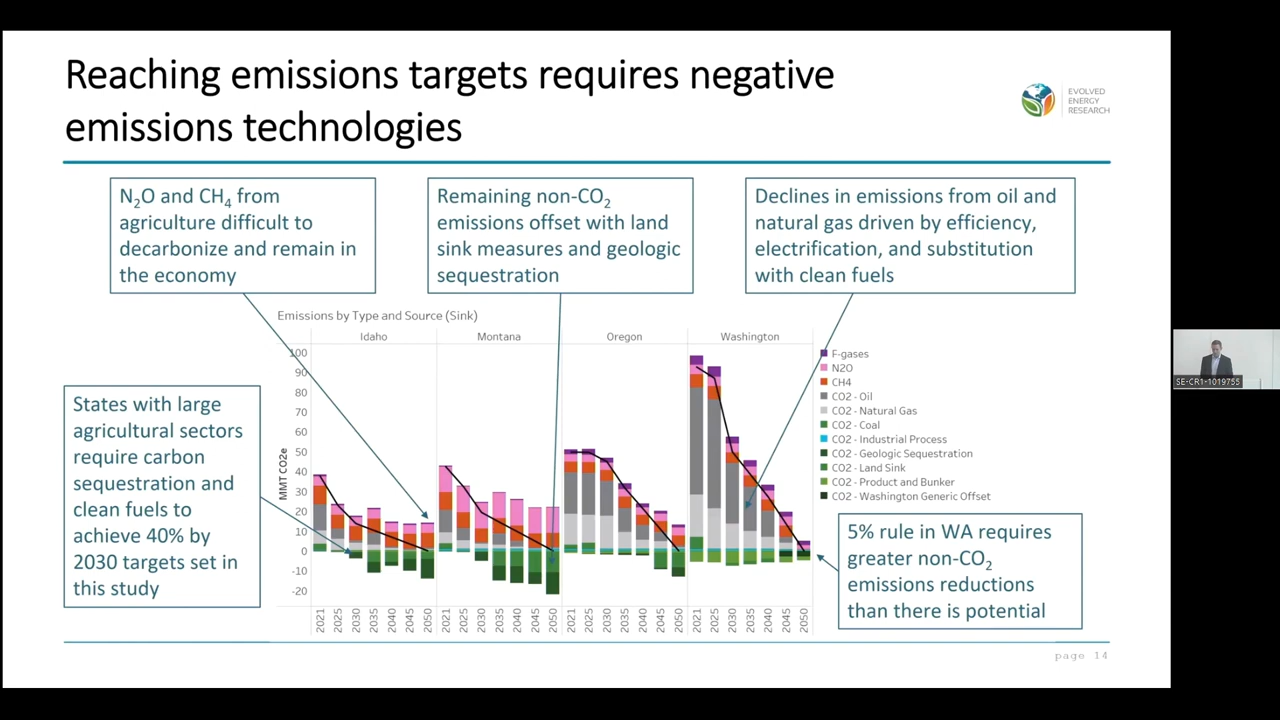 Reaching emissions targets requires negative
emissions technologies
EVOLVED
ENERGY
RESEARCH
N₂O and CH₄ from
agriculture difficult to
decarbonize and remain in
the economy
Remaining non-CO₂
emissions offset with land
sink measures and geologic
sequestration
Declines in emissions from oil and
natural gas driven by efficiency,
electrification, and substitution
with clean fuels
States with large
agricultural sectors
require carbon
sequestration and
clean fuels to
achieve 40% by
2030 targets set in
this study
Emissions by Type and Source (Sink)
Idaho Montana Oregon Washington
MMT CO2e
100
90
80
70
60
50
40
30
20
10
0
-10
-20
2021 2025 2030 2035 2040 2045 2050 2021 2025 2030 2035 2040 2045 2050 2021 2025 2030 2035 2040 2045 2050 2021 2025 2030 2035 2040 2045 2050
F-gases
N2O
CH4
CO2 - Oil
CO2 - Natural Gas
CO2 - Coal
CO2 - Industrial Process
CO2 - Geologic Sequestration
CO2 - Land Sink
CO2 - Product and Bunker
CO2 - Washington Generic Offset
5% rule in WA requires
greater non-CO₂
emissions reductions
than there is potential
page 14
SE-CR1-1019755